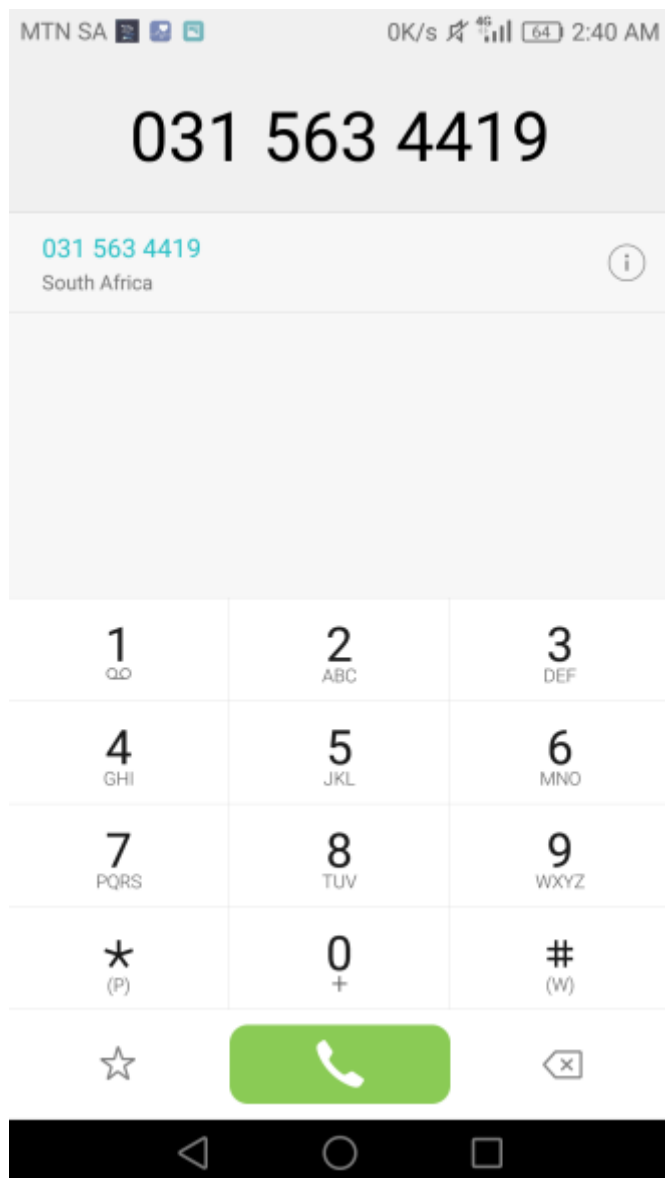 MTN SA 0K/s 4G 64 2:40 AM
031 563 4419
031 563 4419
South Africa
1 2 3
ABC DEF
4 5 6
GHI JKL MNO
7 8 9
PQRS TUV WXYZ
* 0 #
(P) + (W)